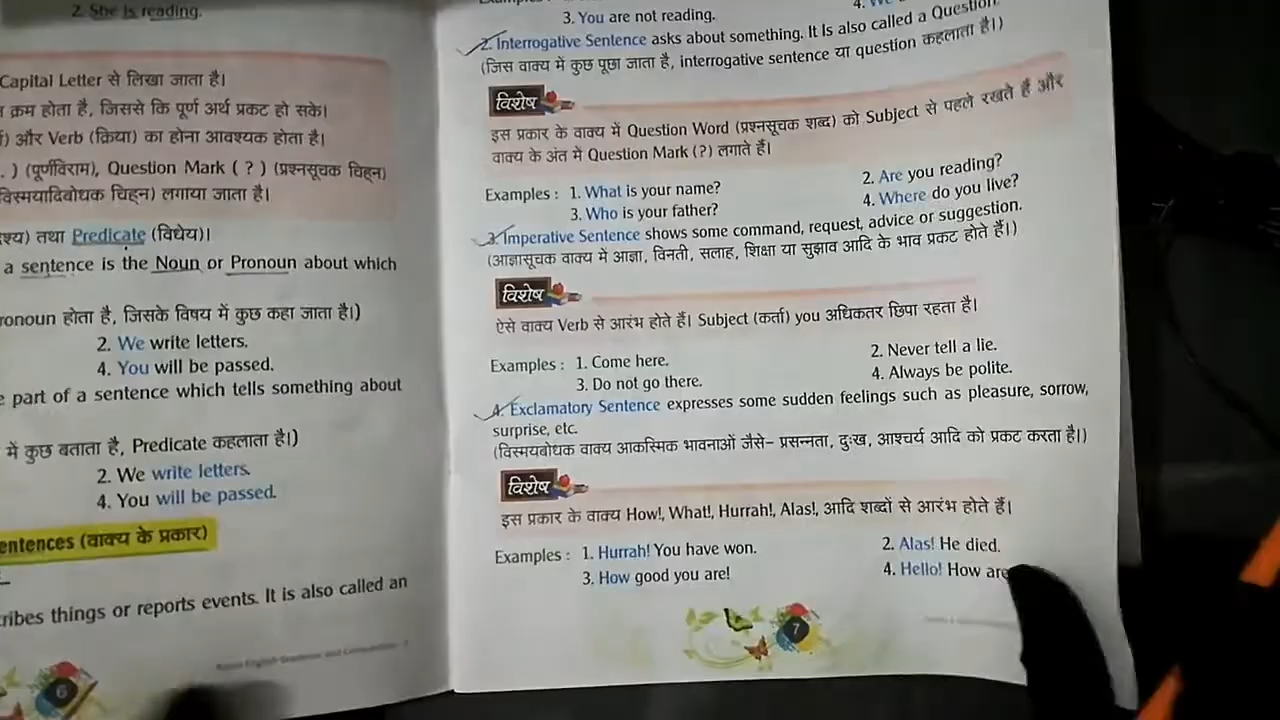 2. She is reading.
Capital Letter से लिखा जाता है।
क्रम होता है, जिससे कि पूर्ण अर्थ प्रकट हो सके।
और Verb (क्रिया) का होना आवश्यक होता है।
. ) (पूर्णविराम), Question Mark ( ? ) (प्रश्नसूचक चिह्न)
विस्मयादिबोधक चिह्न) लगाया जाता है।
तथा Predicate (विधेय)।
a sentence is the Noun or Pronoun about which
होता है, जिसके विषय में कुछ कहा जाता है।)
2. We write letters.
4. You will be passed.
part of a sentence which tells something about
में कुछ बताता है, Predicate कहलाता है।)
2. We write letters.
4. You will be passed.
(वाक्य के प्रकार)
things or reports events. It is also called an
6
3. You are not reading.
4. We
2. Interrogative Sentence asks about something. It Is also called a Question.
(जिस वाक्य में कुछ पूछा जाता है, interrogative sentence या question कहलाता है।)
विशेष
इस प्रकार के वाक्य में Question Word (प्रश्नसूचक शब्द) को Subject से पहले रखते हैं और
वाक्य के अंत में Question Mark (?) लगाते हैं।
Examples : 1. What is your name? 2. Are you reading?
3. Who is your father? 4. Where do you live?
3. Imperative Sentence shows some command, request, advice or suggestion.
(आज्ञासूचक वाक्य में आज्ञा, विनती, सलाह, शिक्षा या सुझाव आदि के भाव प्रकट होते हैं।)
विशेष
ऐसे वाक्य Verb से आरंभ होते हैं। Subject (कर्ता) you अधिकतर छिपा रहता है।
Examples : 1. Come here. 2. Never tell a lie.
3. Do not go there. 4. Always be polite.
4. Exclamatory Sentence expresses some sudden feelings such as pleasure, sorrow,
surprise, etc.
(विस्मयबोधक वाक्य आकस्मिक भावनाओं जैसे– प्रसन्नता, दुःख, आश्चर्य आदि को प्रकट करता है।)
विशेष
इस प्रकार के वाक्य How!, What!, Hurrah!, Alas!, आदि शब्दों से आरंभ होते हैं।
Examples : 1. Hurrah! You have won. 2. Alas! He died.
3. How good you are! 4. Hello! How are
7